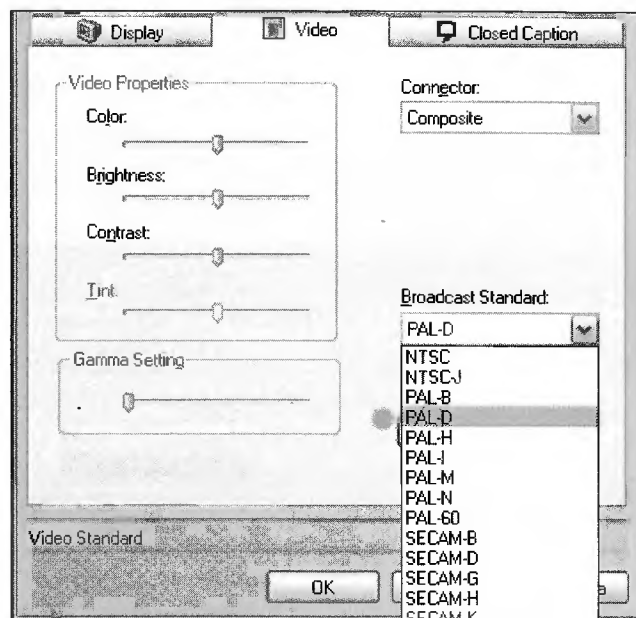 Display
Video
Closed Caption
Video Properties
Color:
Brightness:
Contrast:
Tint:
Gamma Setting
Connector:
Composite
Broadcast Standard:
PAL-D
NTSC
NTSC-J
PAL-B
PAL-D
PAL-H
PAL-I
PAL-M
PAL-N
PAL-60
SECAM-B
SECAM-D
SECAM-G
SECAM-H
SECAM-K
Video Standard
OK